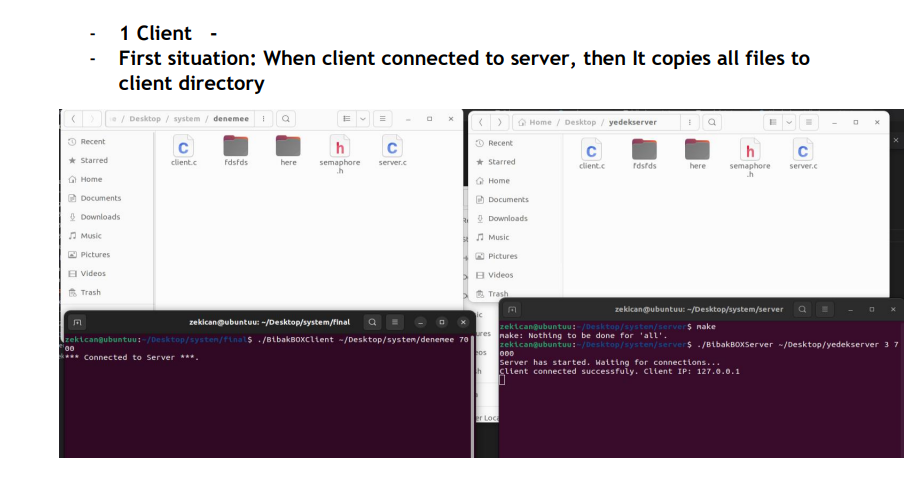 - 1 Client -
- First situation: When client connected to server, then It copies all files to
client directory
/ Desktop / system / denemee
Recent
Starred
Home
Documents
Downloads
Music
Pictures
Videos
Trash
client.c
fdsfds
here
semaphore
.h
server.c
Home / Desktop / yedekserver
Recent
Starred
Home
Documents
Downloads
Music
Pictures
Videos
Trash
client.c
fdsfds
here
semaphore
.h
server.c
zekican@ubuntuu: ~/Desktop/system/final
zekican@ubuntuu:~/Desktop/system/final$ ./BibakBOXClient ~/Desktop/system/denemee 70
00
*** Connected to Server ***.
zekican@ubuntuu: ~/Desktop/system/server
zekican@ubuntuu:~/Desktop/system/server$ make
make: Nothing to be done for 'all'.
zekican@ubuntuu:~/Desktop/system/server$ ./BibakBOXServer ~/Desktop/yedekserver 3 7
000
Server has started. Waiting for connections...
Client connected successfuly. Client IP: 127.0.0.1